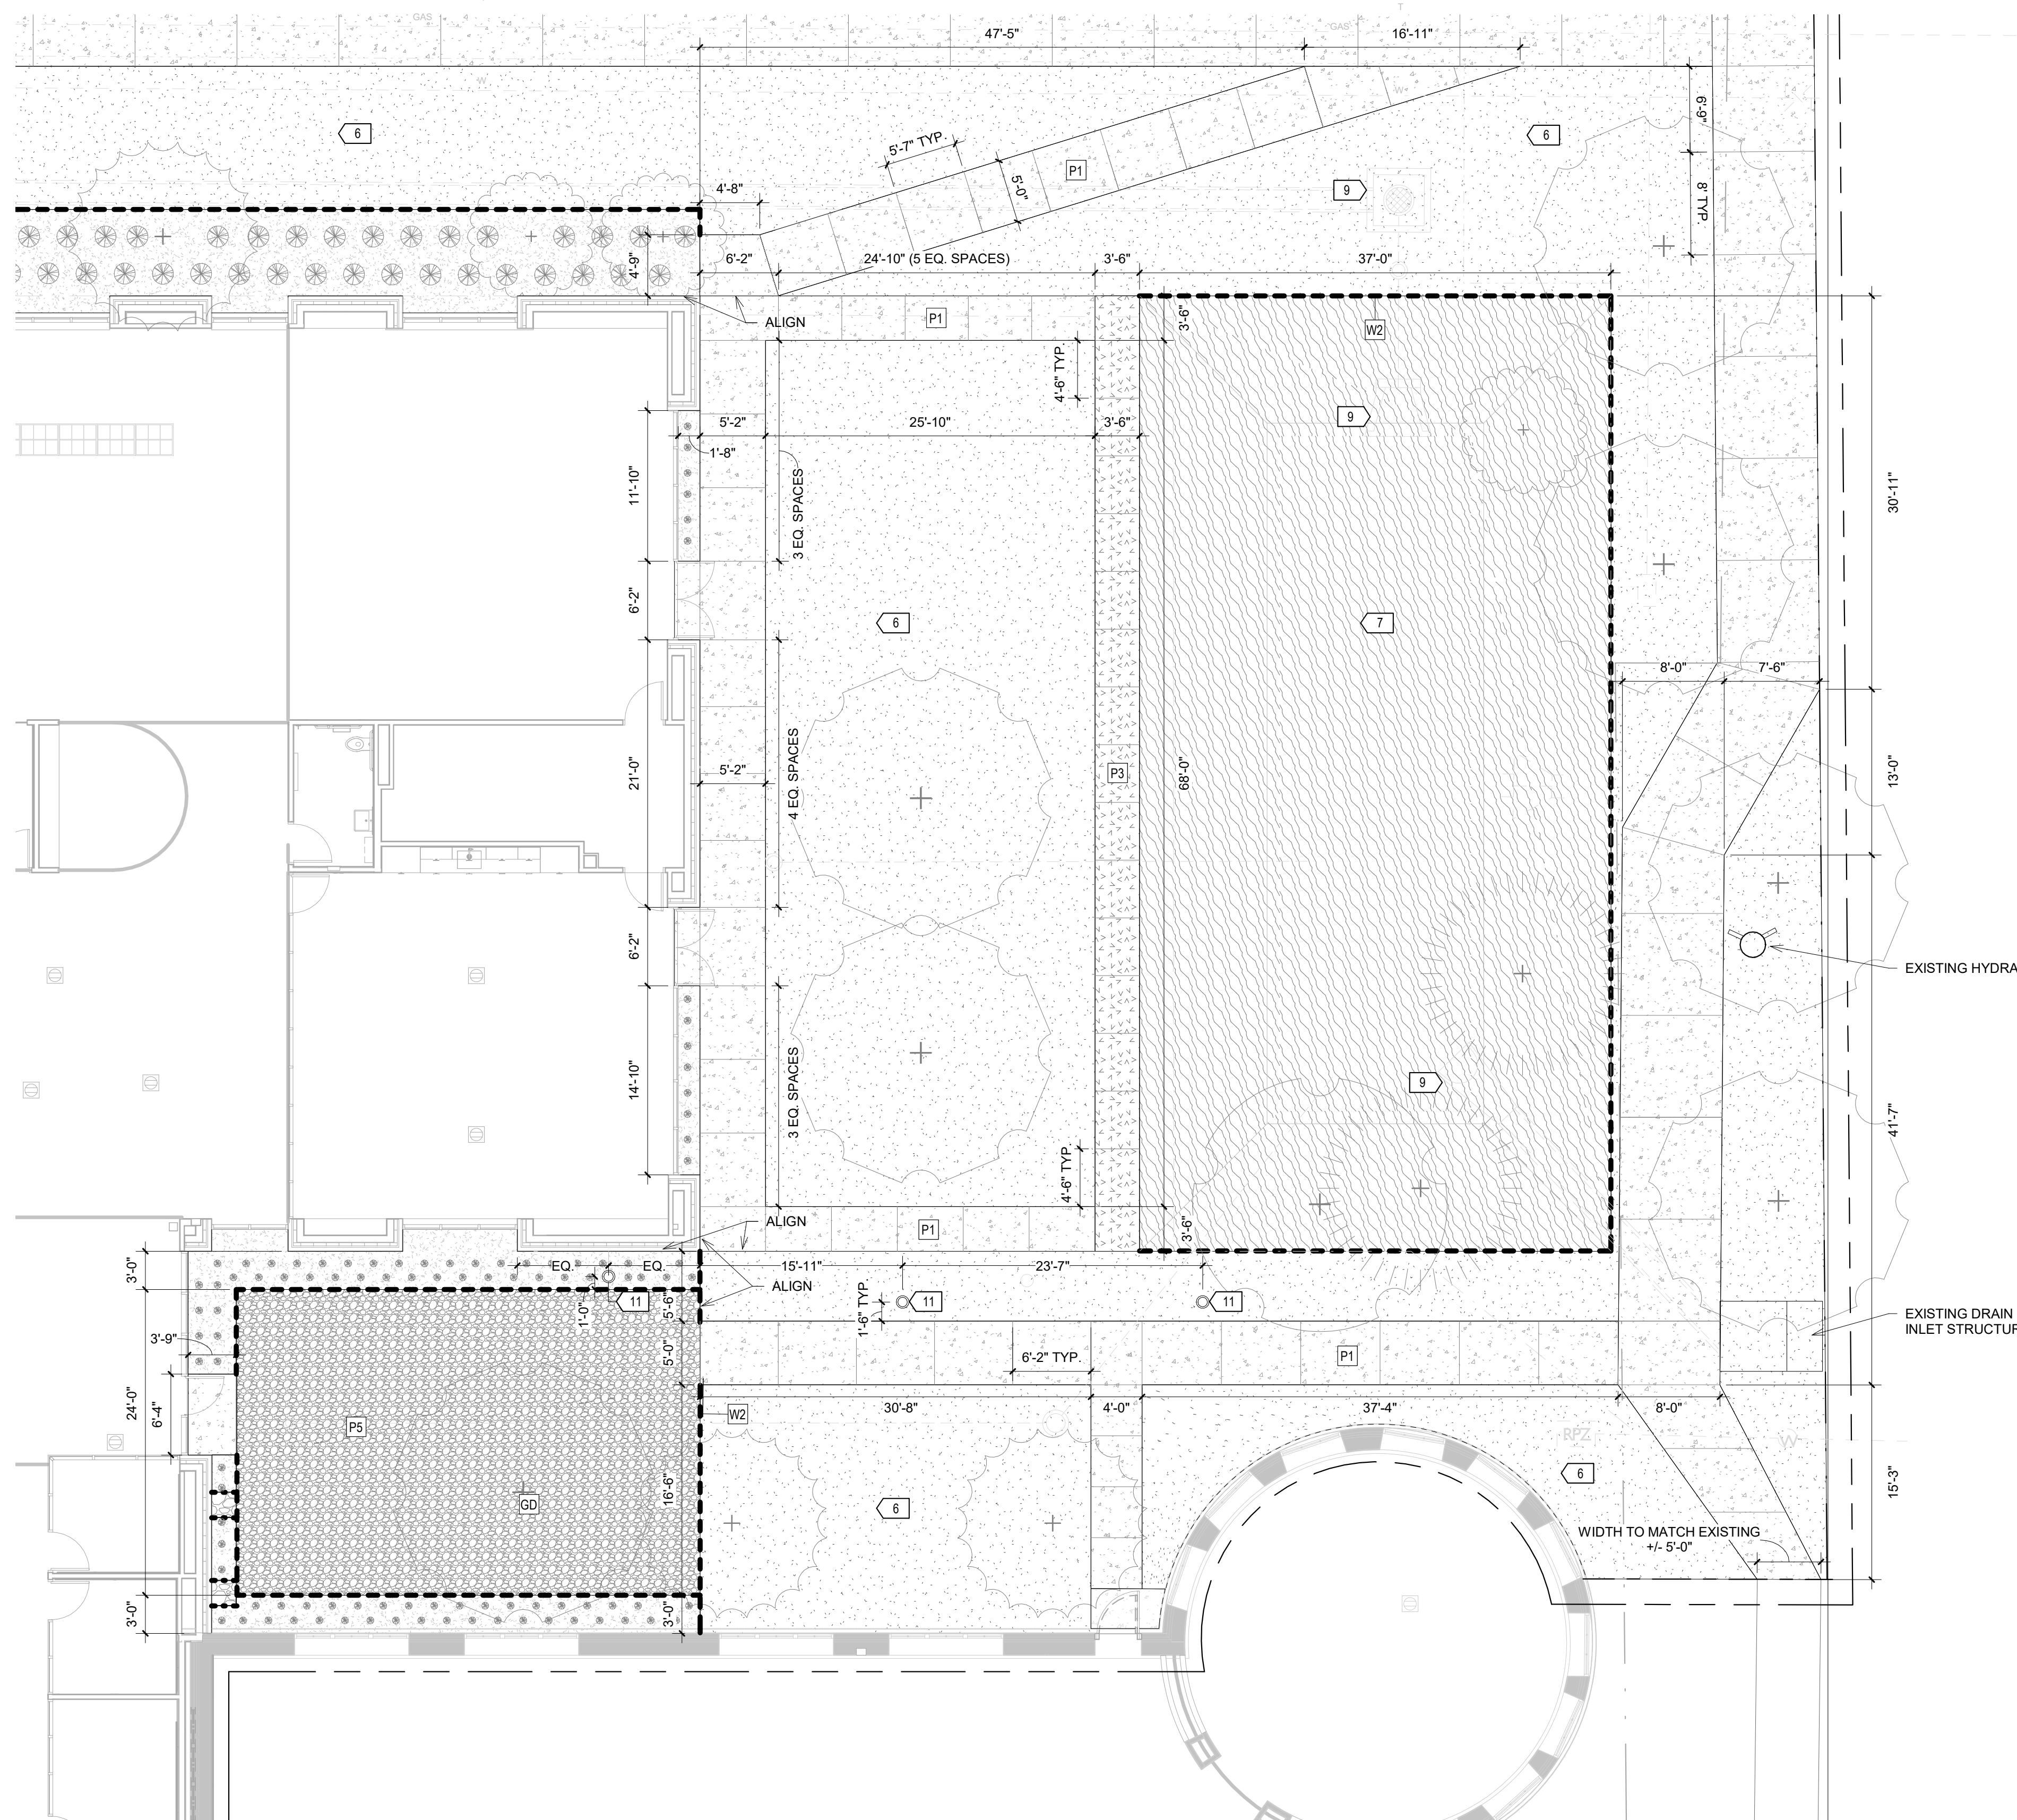 GAS
T
47'-5"
GAS
16'-11"
W
W
6
5'-7" TYP.
P1
5'-0"
6
6'-9"
9
8' TYP.
4'-8"
4'-9"
6'-2"
24'-10" (5 EQ. SPACES)
3'-6"
37'-0"
ALIGN
P1
3'-6"
W2
4'-6" TYP.
9
5'-2"
25'-10"
3'-6"
1'-8"
11'-10"
3 EQ. SPACES
30'-11"
6'-2"
6
7
8'-0"
7'-6"
21'-0"
5'-2"
4 EQ. SPACES
P3
68'-0"
13'-0"
6'-2"
EXISTING HYDRA
14'-10"
3 EQ. SPACES
9
41'-7"
4'-6" TYP.
ALIGN
P1
3'-6"
3'-0"
EQ.
EQ.
15'-11"
23'-7"
ALIGN
1'-0"
11
5'-6"
1'-6" TYP.
11
11
EXISTING DRAIN
INLET STRUCTUR
3'-9"
5'-0"
6'-2" TYP.
P1
24'-0"
6'-4"
P5
W2
30'-8"
4'-0"
37'-4"
8'-0"
RPZ
W
GD
16'-6"
6
6
15'-3"
WIDTH TO MATCH EXISTING
+/- 5'-0"
3'-0"
3'-0"